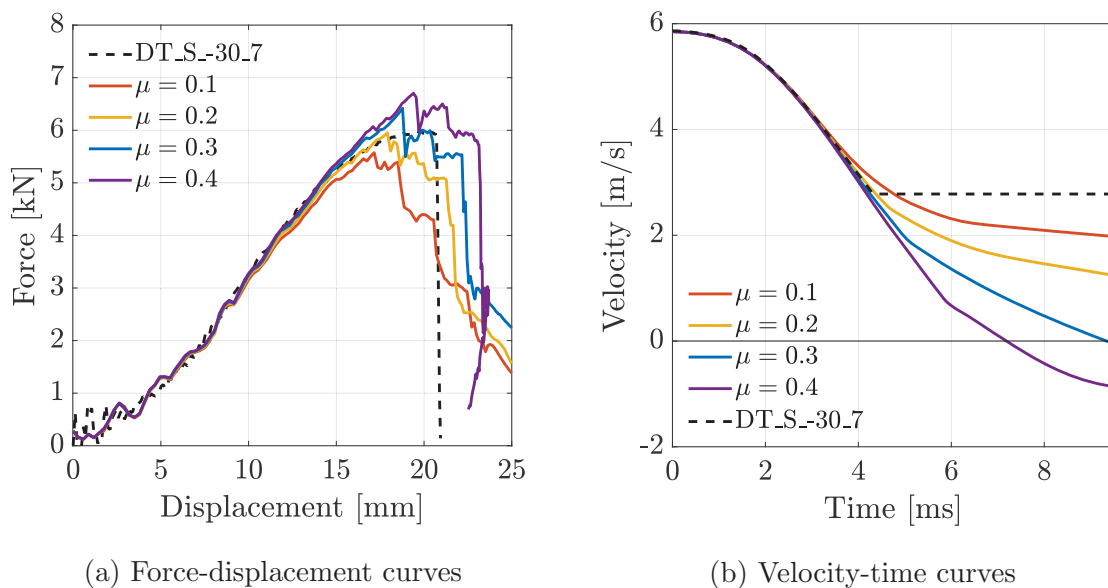 8
7
6
5
4
3
2
1
0
Force [kN]
DT_S_-30_7
μ = 0.1
μ = 0.2
μ = 0.3
μ = 0.4
0 5 10 15 20 25
Displacement [mm]
(a) Force-displacement curves
6
4
2
0
-2
Velocity [m/s]
μ = 0.1
μ = 0.2
μ = 0.3
μ = 0.4
DT_S_-30_7
0 2 4 6 8
Time [ms]
(b) Velocity-time curves